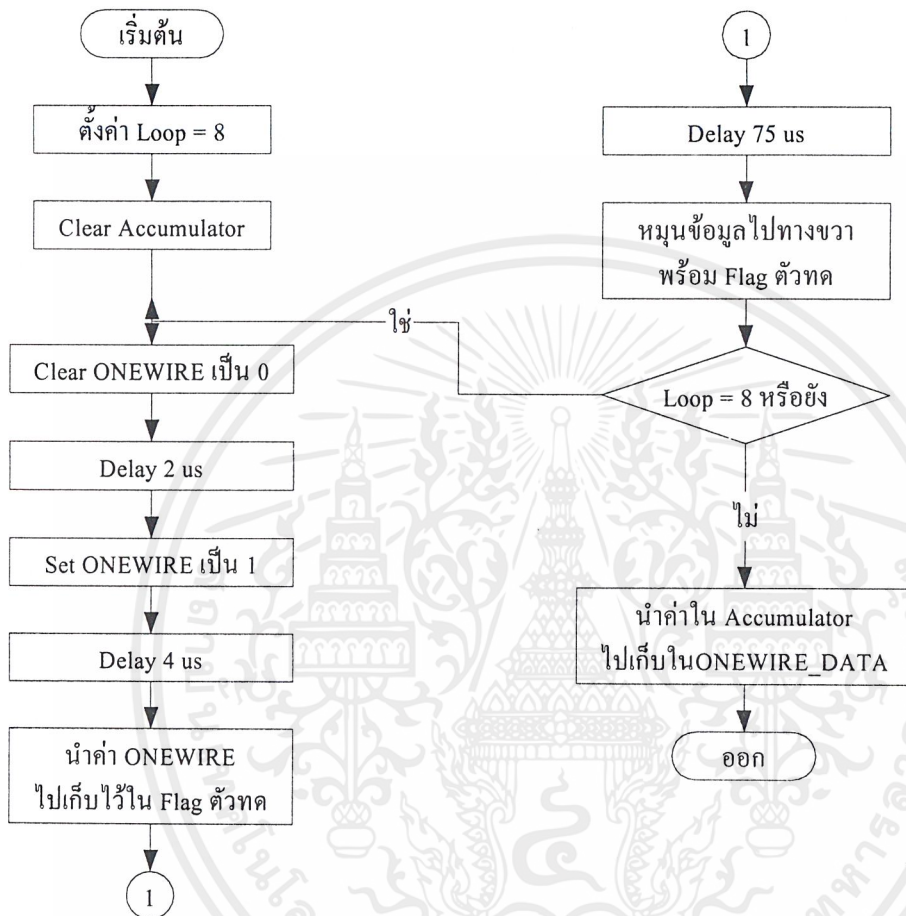 เริ่มต้น
ตั้งค่า Loop = 8
Clear Accumulator
Clear ONEWIRE เป็น 0
Delay 2 us
Set ONEWIRE เป็น 1
Delay 4 us
นำค่า ONEWIRE
ไปเก็บไว้ใน Flag ตัวทด
1
1
Delay 75 us
หมุนข้อมูลไปทางขวา
พร้อม Flag ตัวทด
Loop = 8 หรือยัง
ใช่
ไม่
นำค่าใน Accumulator
ไปเก็บในONEWIRE_DATA
ออก